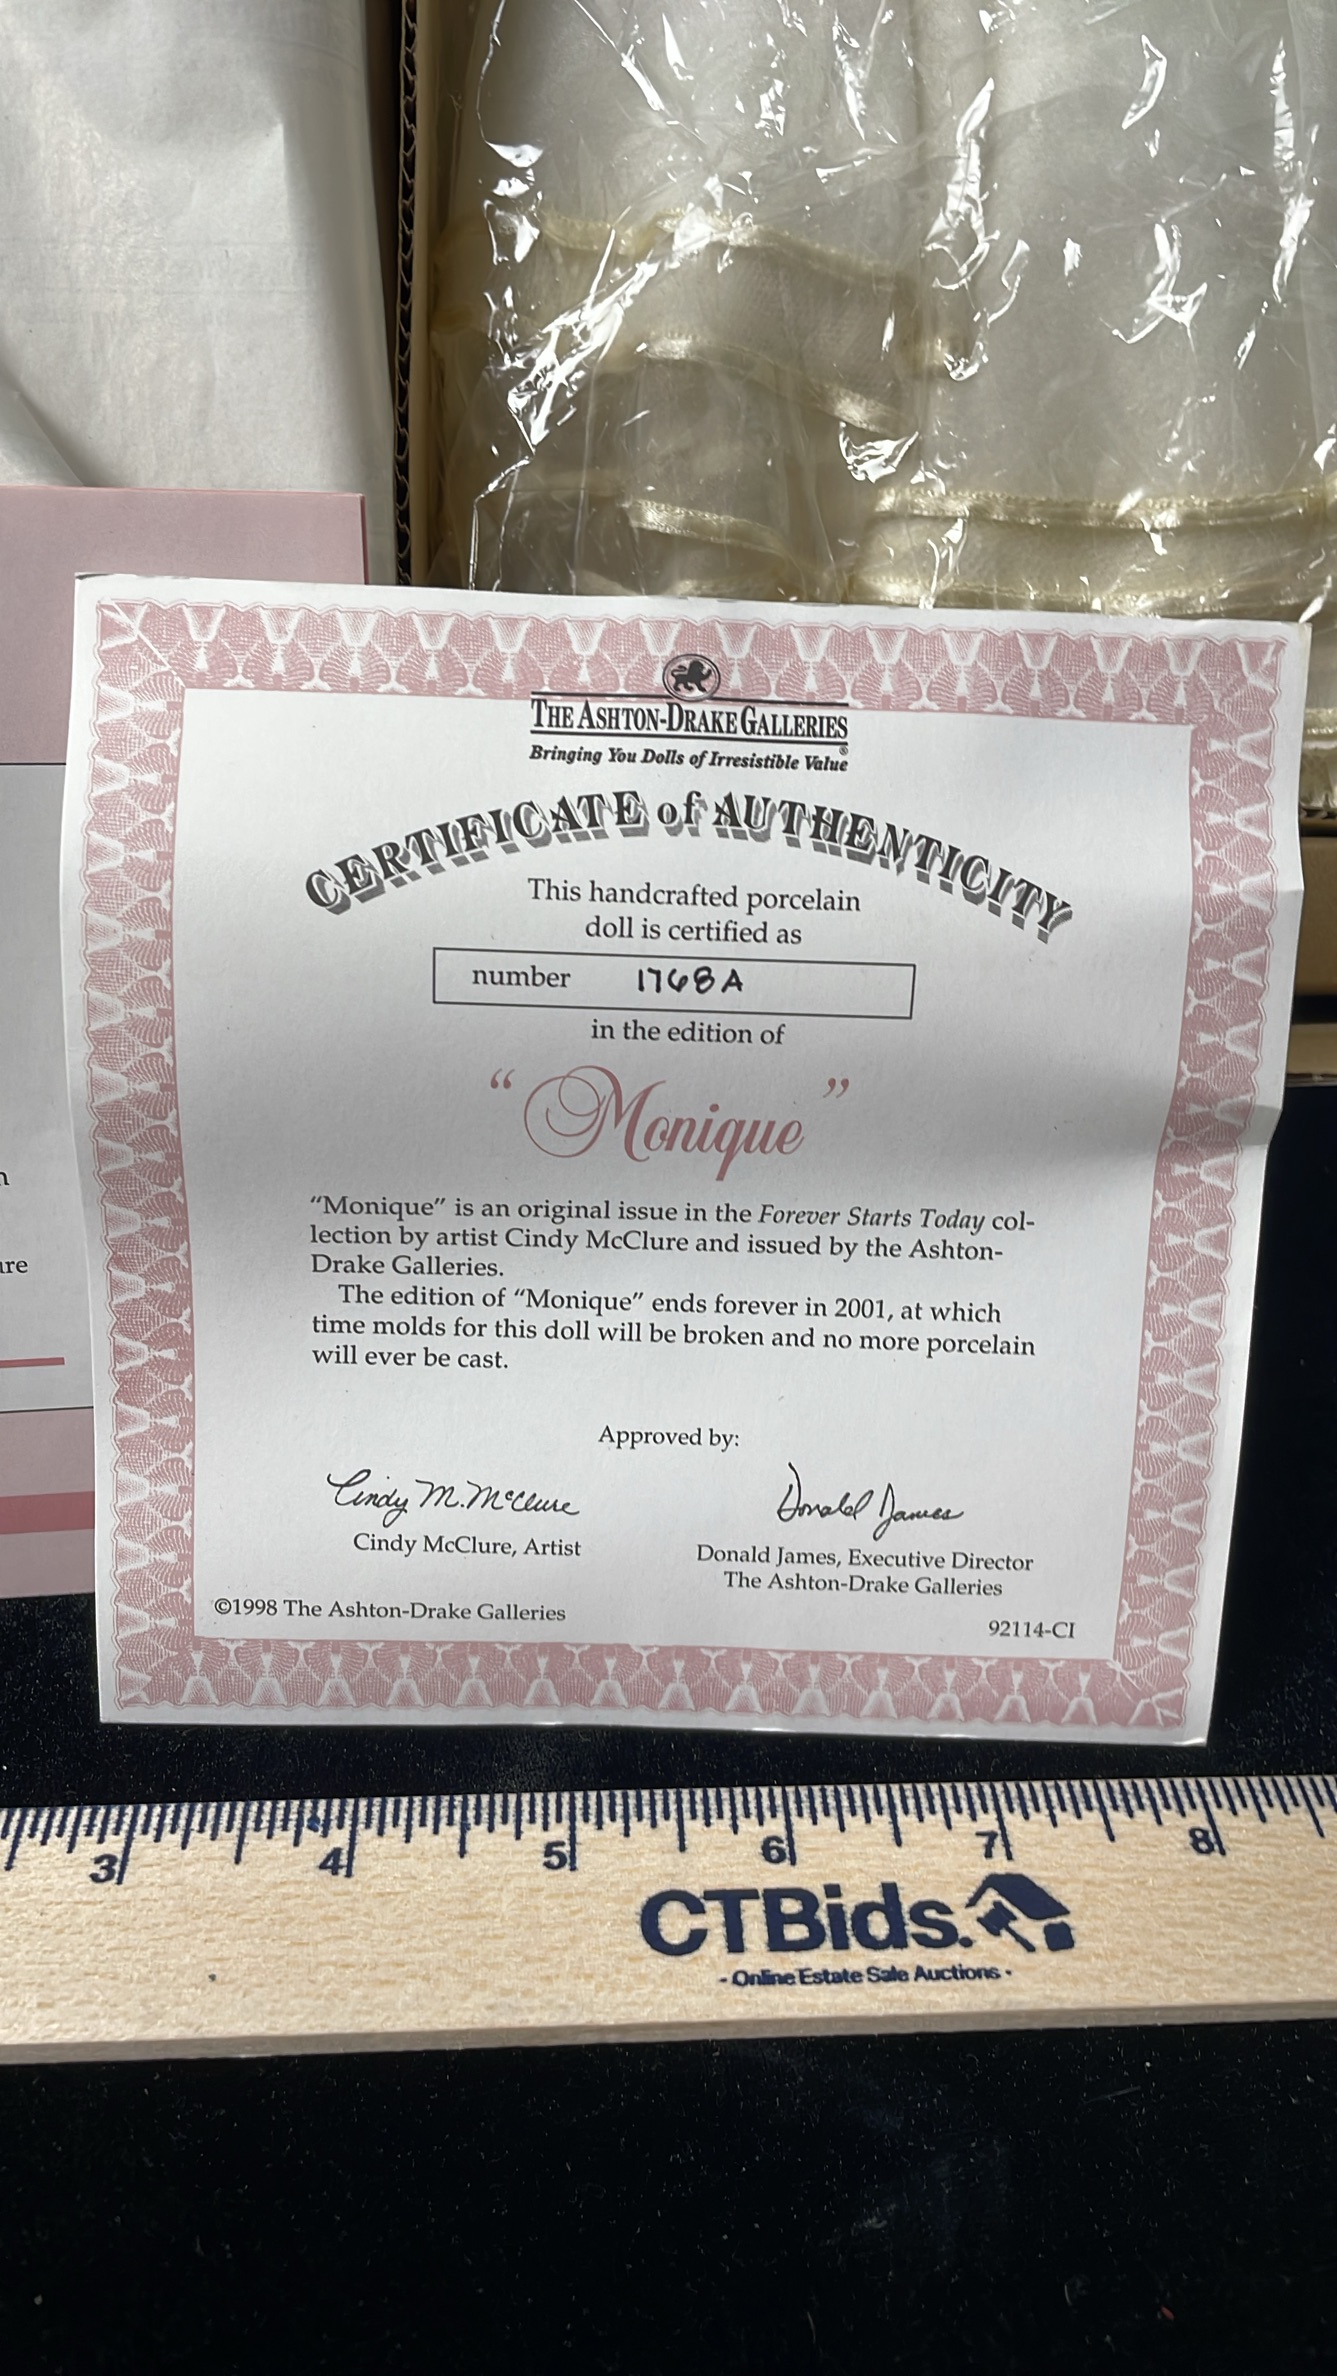 THE ASHTON-DRAKE GALLERIES
®
Bringing You Dolls of Irresistible Value
CERTIFICATE of AUTHENTICITY
This handcrafted porcelain
doll is certified as
number 1768A
in the edition of
“Monique”
“Monique” is an original issue in the Forever Starts Today col-
lection by artist Cindy McClure and issued by the Ashton-
Drake Galleries.
The edition of “Monique” ends forever in 2001, at which
time molds for this doll will be broken and no more porcelain
will ever be cast.
Approved by:
Cindy M. McClure
Donald James
Cindy McClure, Artist
Donald James, Executive Director
The Ashton-Drake Galleries
©1998 The Ashton-Drake Galleries
92114-CI
3 4 5 6 7 8
CTBids.
- Online Estate Sale Auctions -